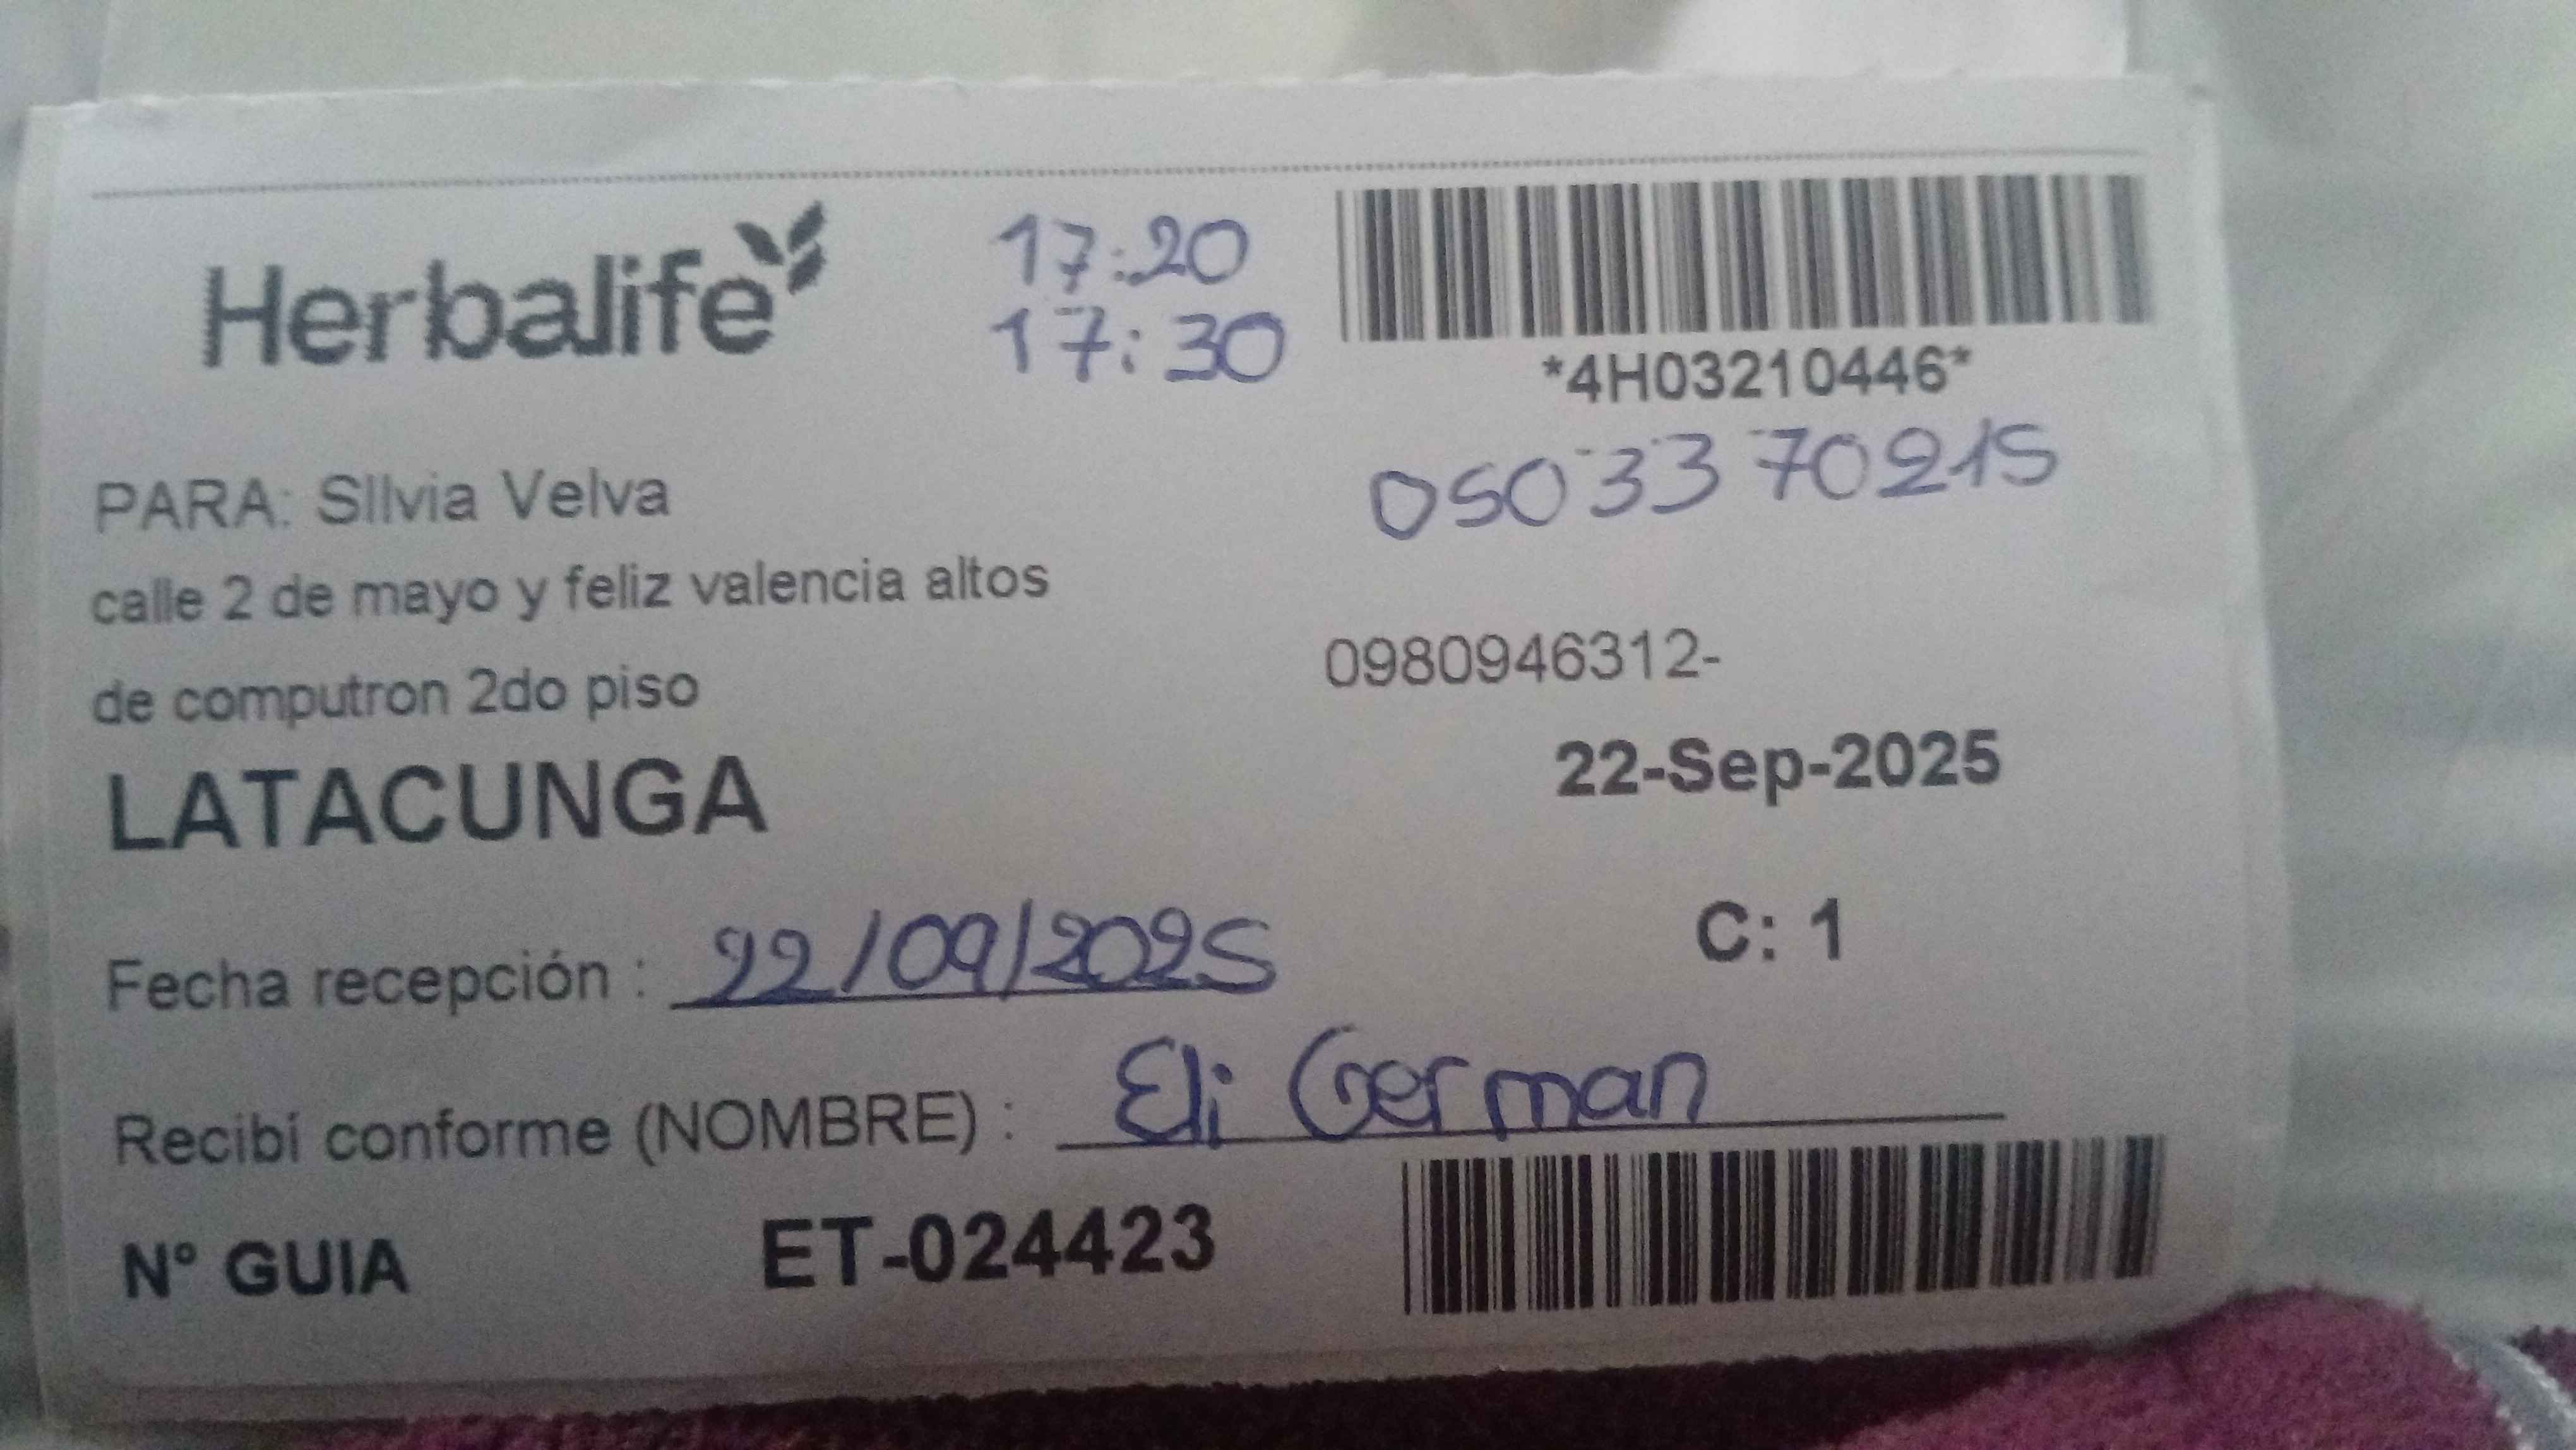 Herbalife
17:20
17:30
*4H03210446*
0503370215
PARA: SIlvia Velva
calle 2 de mayo y feliz valencia altos
de computron 2do piso
0980946312-
LATACUNGA
22-Sep-2025
C: 1
Fecha recepción : 22/09/2025
Recibí conforme (NOMBRE) : Eli German
N° GUIA ET-024423